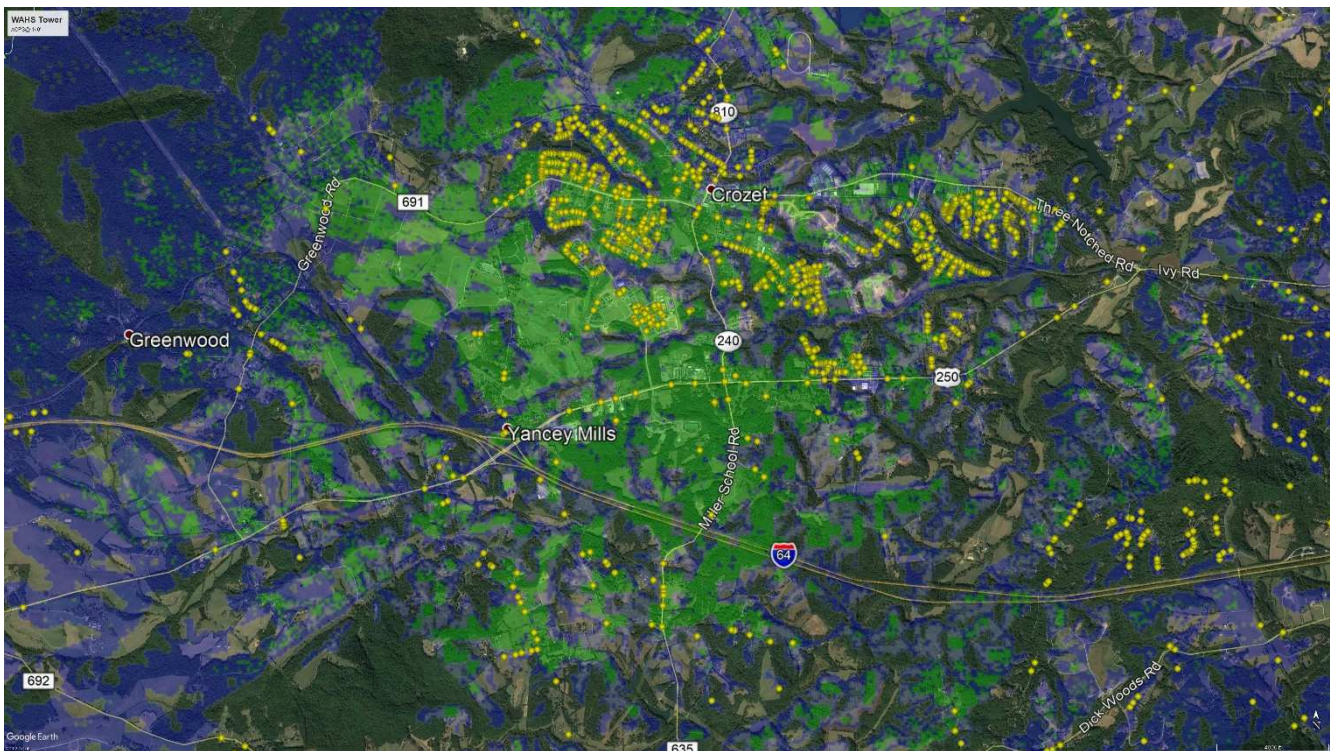 WAHS Tower
810
Crozet
691
Greenwood Rd
Three Notched Rd
Ivy Rd
Greenwood
240
250
Yancey Mills
Miller School Rd
64
692
Dick Woods Rd
635
Google Earth